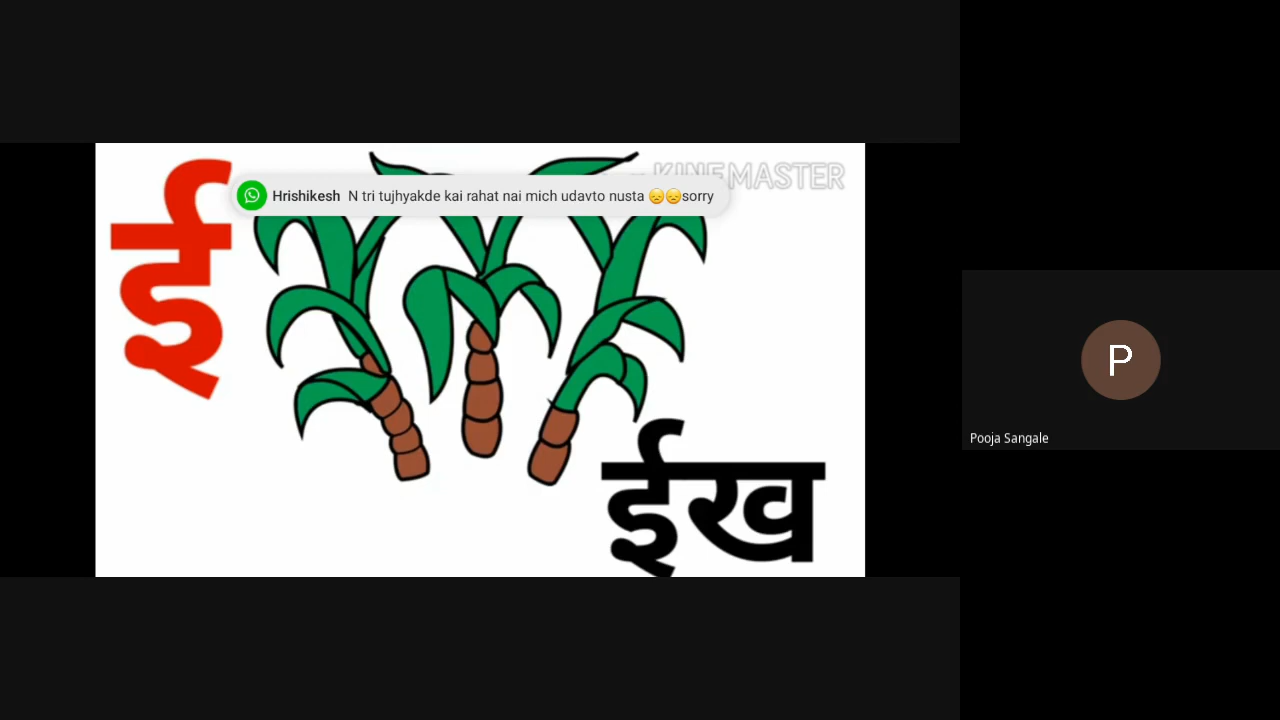 ई
KINEMASTER
Hrishikesh N tri tujhyakde kai rahat nai mich udavto nusta 😞😞sorry
ईख
P
Pooja Sangale